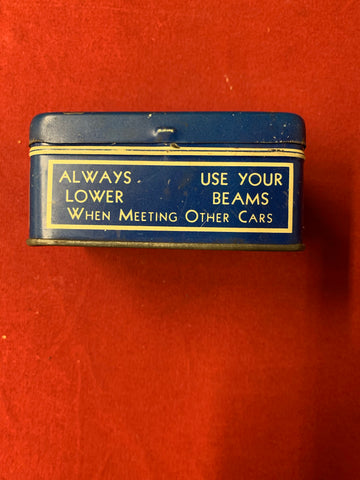 ALWAYS USE YOUR
LOWER BEAMS
WHEN MEETING OTHER CARS